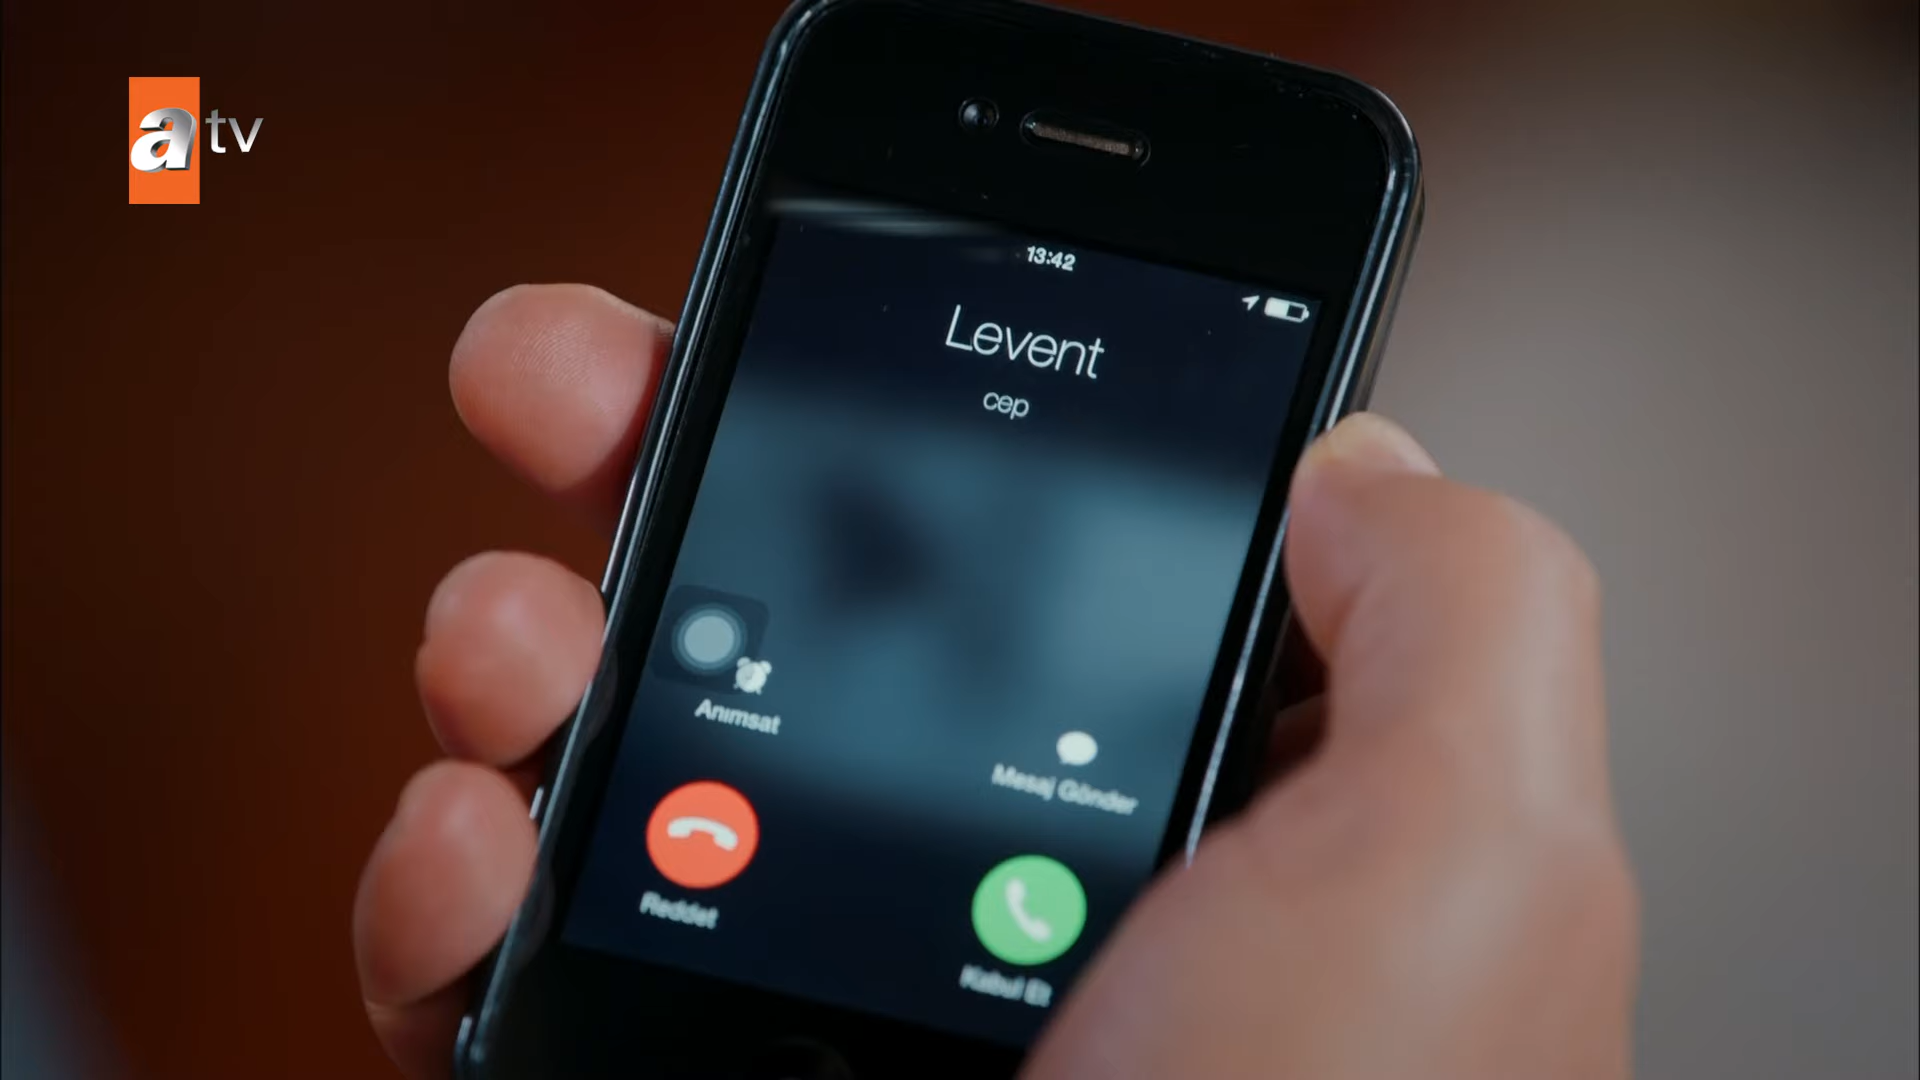 atv
13:42
Levent
cep
Anımsat
Mesaj Gönder
Reddet
Kabul Et